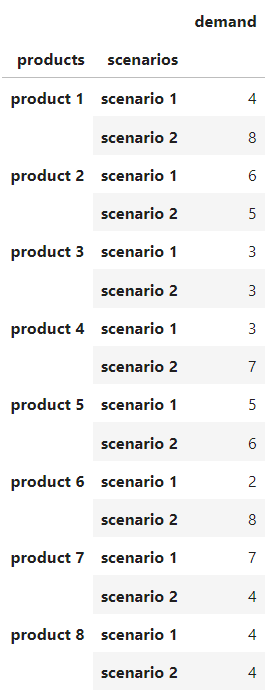 demand
products scenarios
product 1 scenario 1 4
scenario 2 8
product 2 scenario 1 6
scenario 2 5
product 3 scenario 1 3
scenario 2 3
product 4 scenario 1 3
scenario 2 7
product 5 scenario 1 5
scenario 2 6
product 6 scenario 1 2
scenario 2 8
product 7 scenario 1 7
scenario 2 4
product 8 scenario 1 4
scenario 2 4